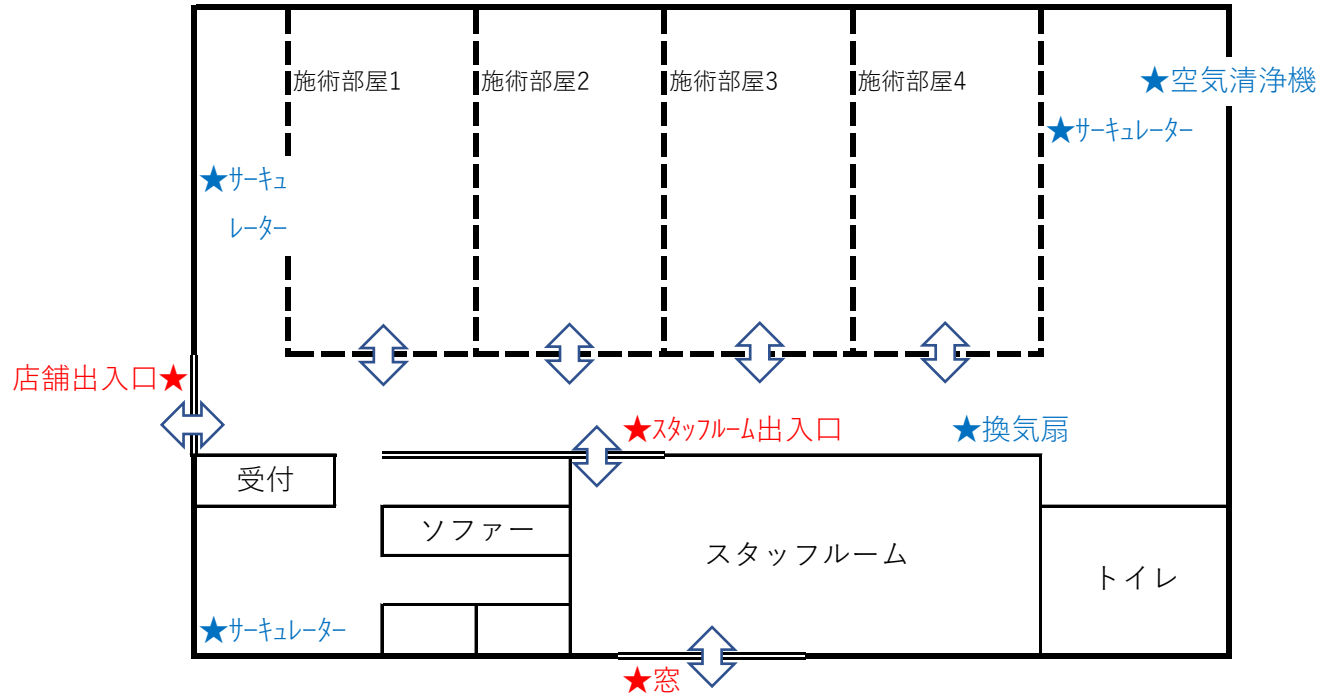 施術部屋1
施術部屋2
施術部屋3
施術部屋4
★空気清浄機
★サーキュレーター
★サーキュ
レーター
店舗出入口★
★スタッフルーム出入口
★換気扇
受付
ソファー
スタッフルーム
トイレ
★サーキュレーター
★窓